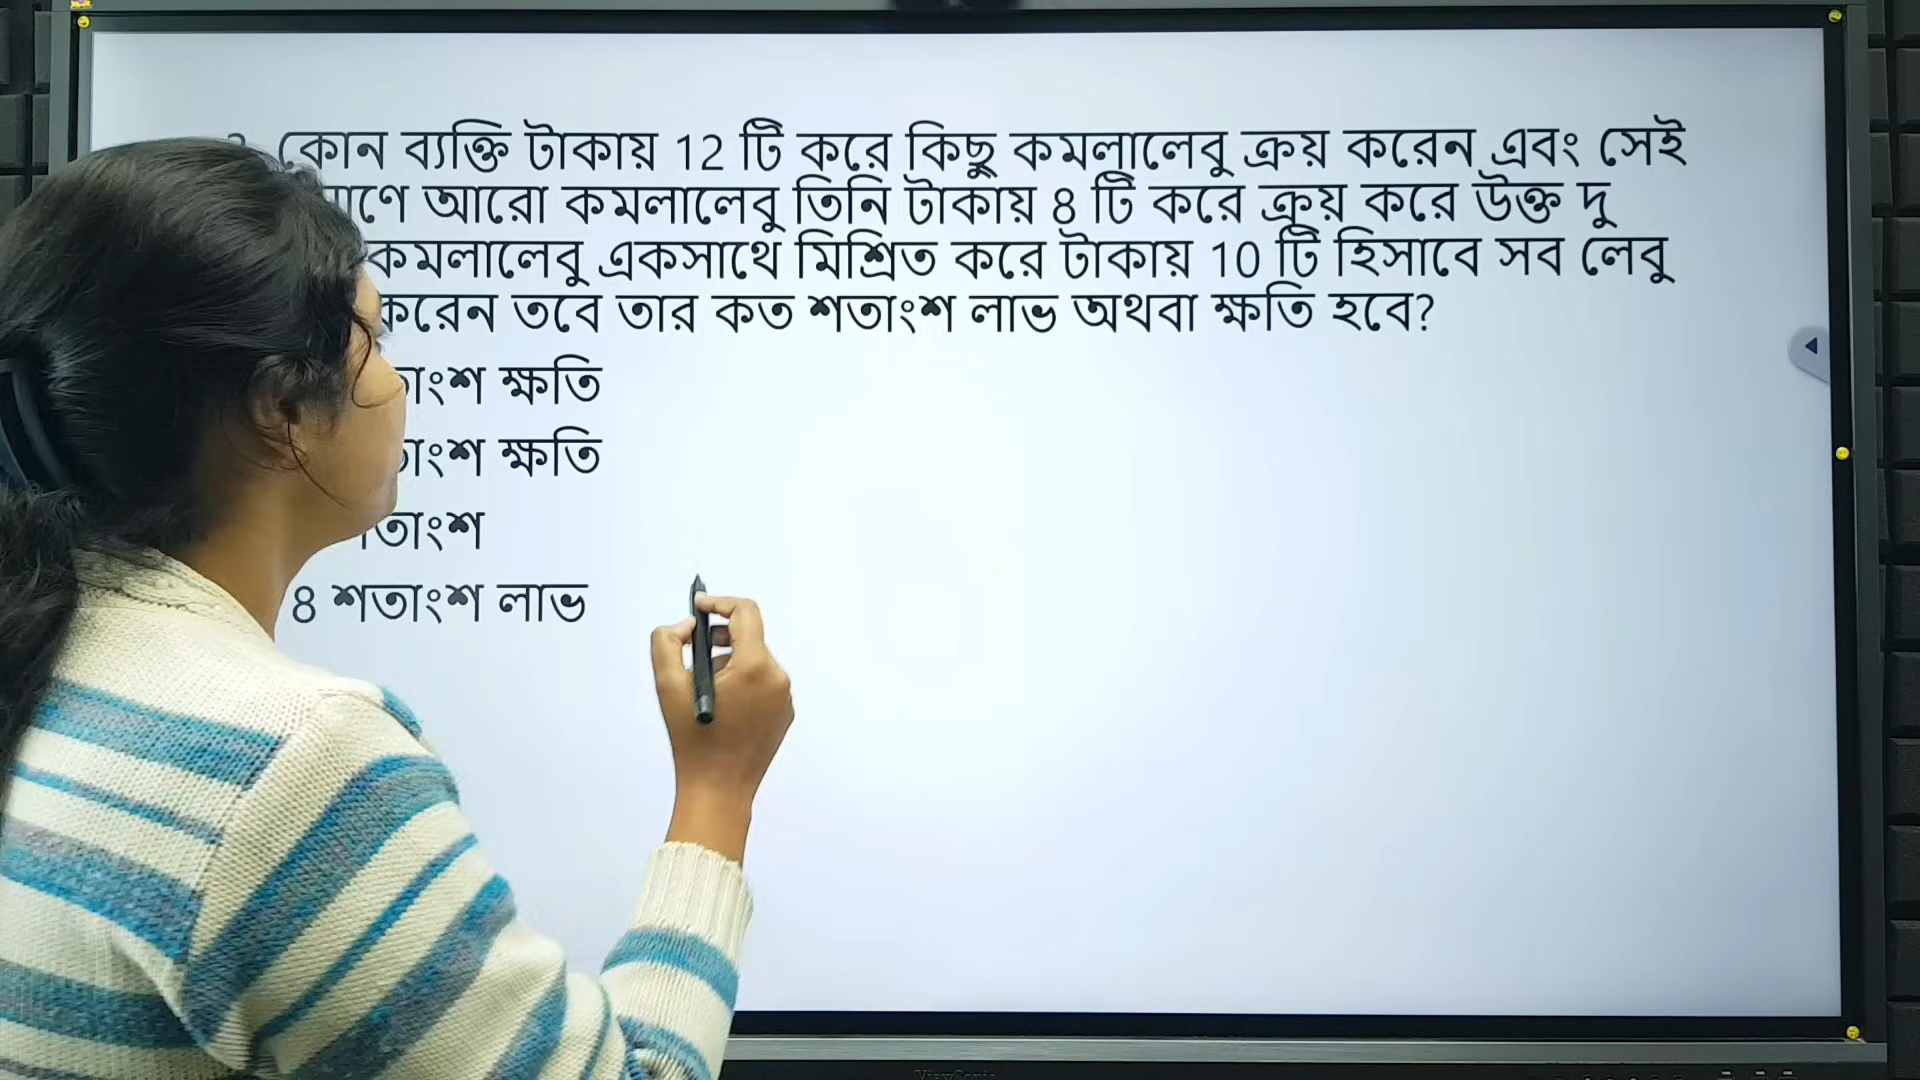 কোন ব্যক্তি টাকায় 12 টি করে কিছু কমলালেবু ক্রয় করেন এবং সেই
আরো কমলালেবু তিনি টাকায় 8 টি করে ক্রয় করে উক্ত দু
কমলালেবু একসাথে মিশ্রিত করে টাকায় 10 টি হিসাবে সব লেবু
করেন তবে তার কত শতাংশ লাভ অথবা ক্ষতি হবে?
ক্ষতি
ক্ষতি
8 শতাংশ লাভ